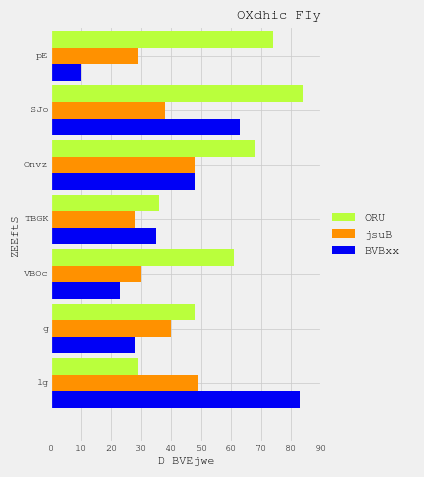 OXdhic FIy
pE
SJo
Onvz
TBGK
VBOc
g
lg
ZEEftS
ORU
jsuB
BVBxx
0 10 20 30 40 50 60 70 80 90
D BVEjwe